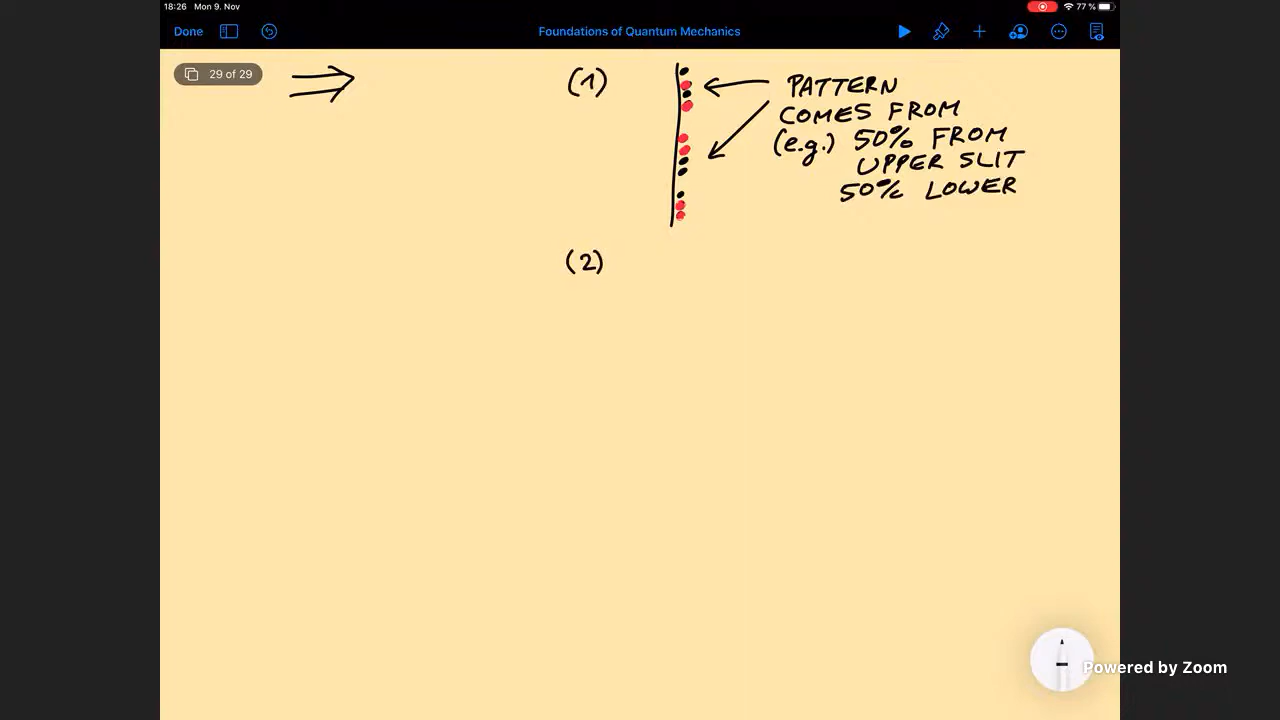 18:26 Mon 9. Nov
77 %
Done
Foundations of Quantum Mechanics
29 of 29
(1)
PATTERN
COMES FROM
(e.g.) 50% FROM
UPPER SLIT
50% LOWER
(2)
Powered by Zoom